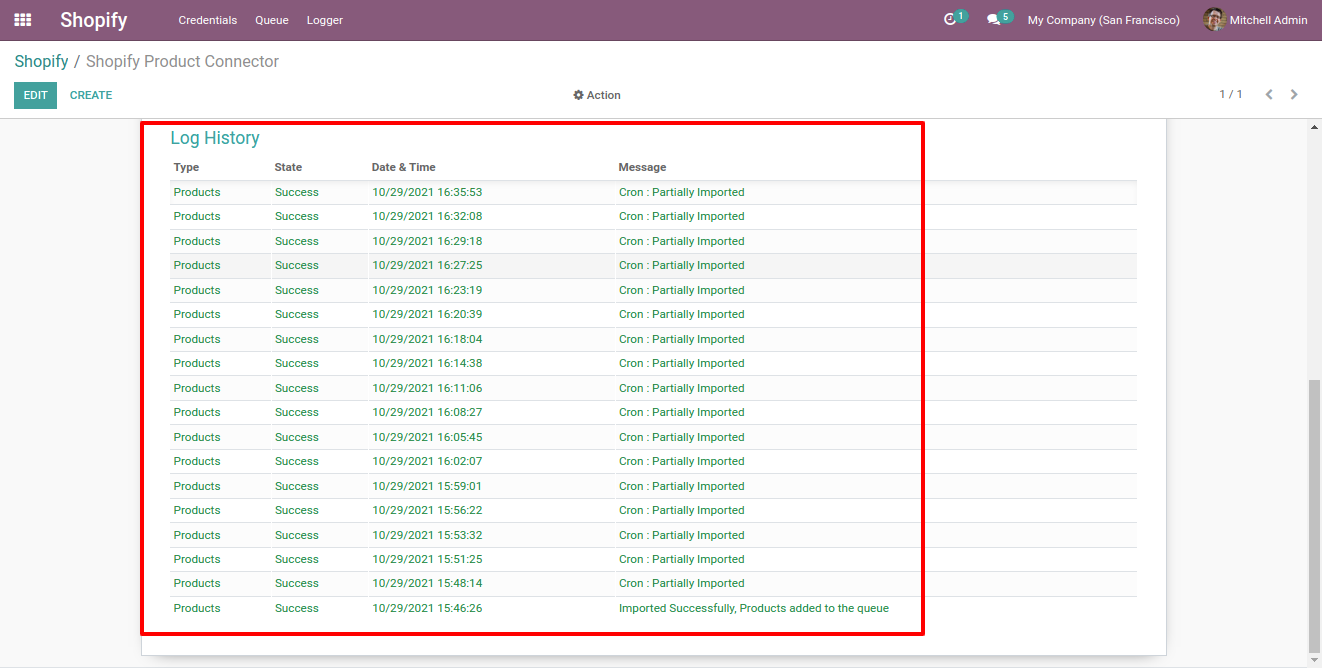 Shopify Credentials Queue Logger 1 5 My Company (San Francisco) Mitchell Admin
Shopify / Shopify Product Connector
EDIT CREATE Action 1 / 1
Log History
Type State Date & Time Message
Products Success 10/29/2021 16:35:53 Cron : Partially Imported
Products Success 10/29/2021 16:32:08 Cron : Partially Imported
Products Success 10/29/2021 16:29:18 Cron : Partially Imported
Products Success 10/29/2021 16:27:25 Cron : Partially Imported
Products Success 10/29/2021 16:23:19 Cron : Partially Imported
Products Success 10/29/2021 16:20:39 Cron : Partially Imported
Products Success 10/29/2021 16:18:04 Cron : Partially Imported
Products Success 10/29/2021 16:14:38 Cron : Partially Imported
Products Success 10/29/2021 16:11:06 Cron : Partially Imported
Products Success 10/29/2021 16:08:27 Cron : Partially Imported
Products Success 10/29/2021 16:05:45 Cron : Partially Imported
Products Success 10/29/2021 16:02:07 Cron : Partially Imported
Products Success 10/29/2021 15:59:01 Cron : Partially Imported
Products Success 10/29/2021 15:56:22 Cron : Partially Imported
Products Success 10/29/2021 15:53:32 Cron : Partially Imported
Products Success 10/29/2021 15:51:25 Cron : Partially Imported
Products Success 10/29/2021 15:48:14 Cron : Partially Imported
Products Success 10/29/2021 15:46:26 Imported Successfully, Products added to the queue